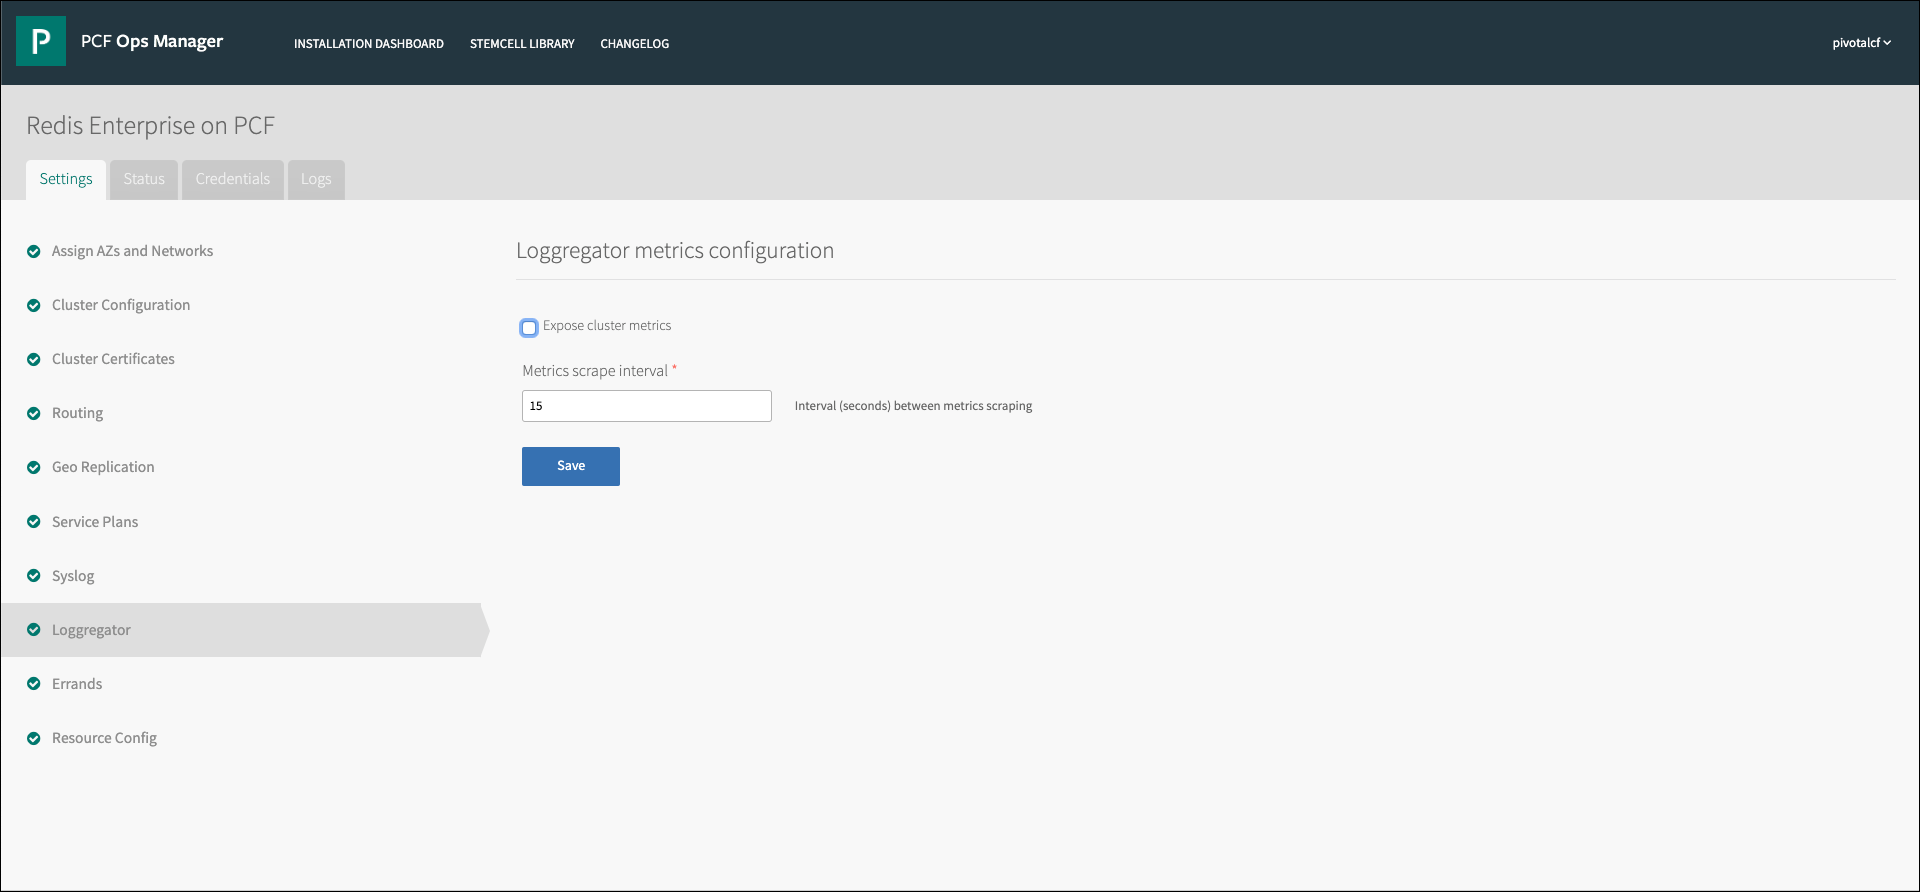 P
PCF Ops Manager
INSTALLATION DASHBOARD
STEMCELL LIBRARY
CHANGELOG
pivotalcf
Redis Enterprise on PCF
Settings
Status
Credentials
Logs
Assign AZs and Networks
Cluster Configuration
Cluster Certificates
Routing
Geo Replication
Service Plans
Syslog
Loggregator
Errands
Resource Config
Loggregator metrics configuration
Expose cluster metrics
Metrics scrape interval *
15
Interval (seconds) between metrics scraping
Save